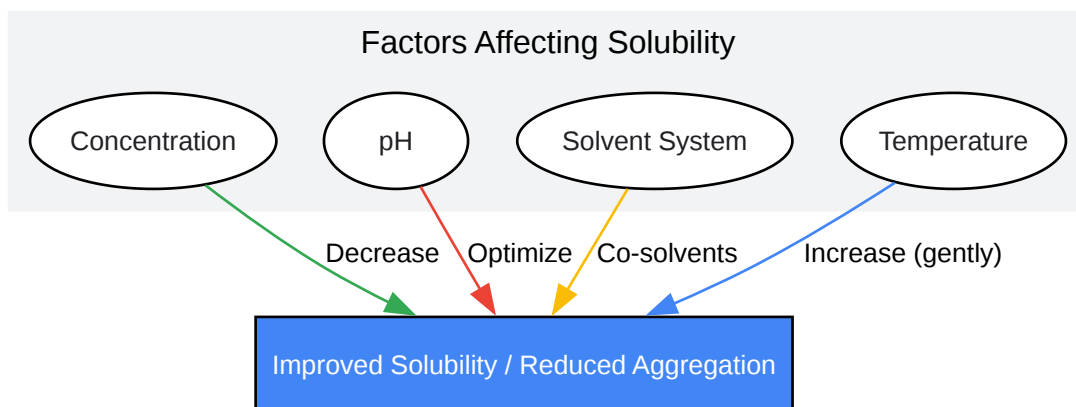 Factors Affecting Solubility
Concentration
pH
Solvent System
Temperature
Decrease
Optimize
Co-solvents
Increase (gently)
Improved Solubility / Reduced Aggregation